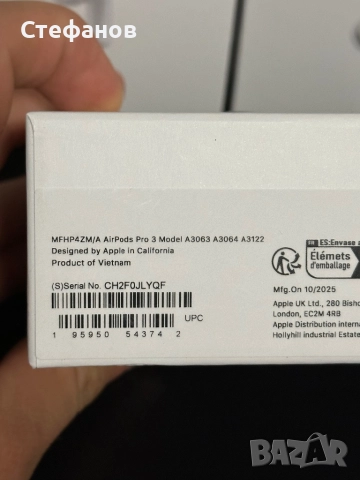 Стефанов
MFHP4ZM/A AirPods Pro 3 Model A3063 A3064 A3122
Designed by Apple in California
Product of Vietnam
(S)Serial No. CH2F0JLYQF
UPC
1 95950 54374 2
FR ES:Envase
Élémets
d'emballage
Mfg.On 10/2025
Apple UK Ltd., 280 Bisho
London, EC2M 4RB
Apple Distribution interna
Hollyhill industrial Estate
BAZAR